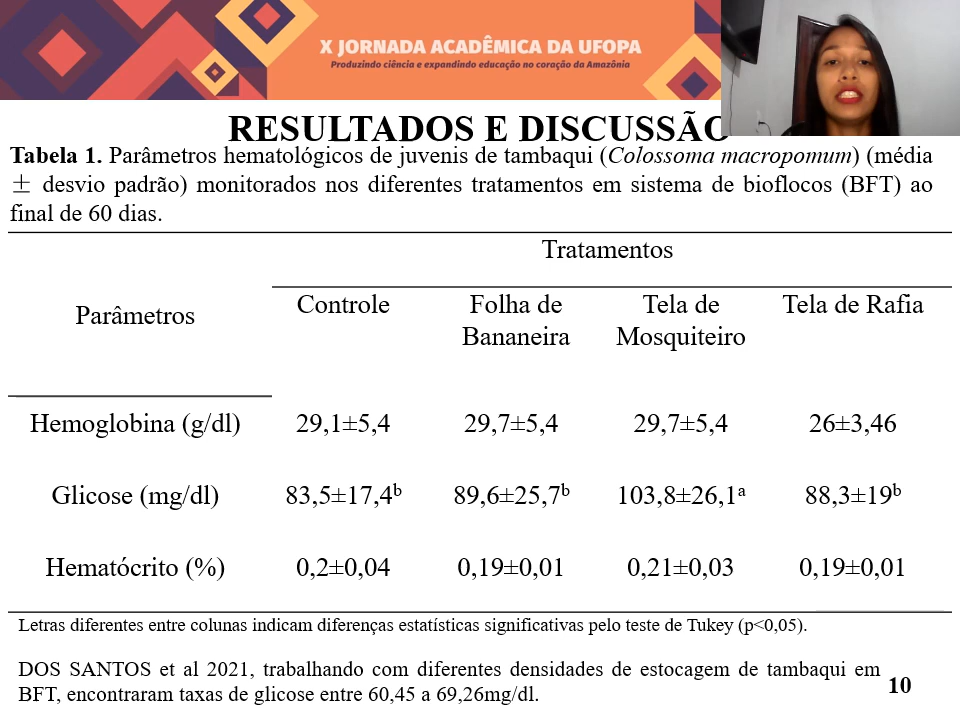 X JORNADA ACADÊMICA DA UFOPA
Produzindo ciência e expandindo educação no coração da Amazônia
RESULTADOS E DISCUSSÃO
Tabela 1. Parâmetros hematológicos de juvenis de tambaqui (Colossoma macropomum) (média
± desvio padrão) monitorados nos diferentes tratamentos em sistema de bioflocos (BFT) ao
final de 60 dias.
Tratamentos
Parâmetros
Controle
Folha de
Bananeira
Tela de
Mosquiteiro
Tela de Rafia
Hemoglobina (g/dl) 29,1±5,4 29,7±5,4 29,7±5,4 26±3,46
Glicose (mg/dl) 83,5±17,4ᵇ 89,6±25,7ᵇ 103,8±26,1ᵃ 88,3±19ᵇ
Hematócrito (%) 0,2±0,04 0,19±0,01 0,21±0,03 0,19±0,01
Letras diferentes entre colunas indicam diferenças estatísticas significativas pelo teste de Tukey (p<0,05).
DOS SANTOS et al 2021, trabalhando com diferentes densidades de estocagem de tambaqui em
BFT, encontraram taxas de glicose entre 60,45 a 69,26mg/dl.
10